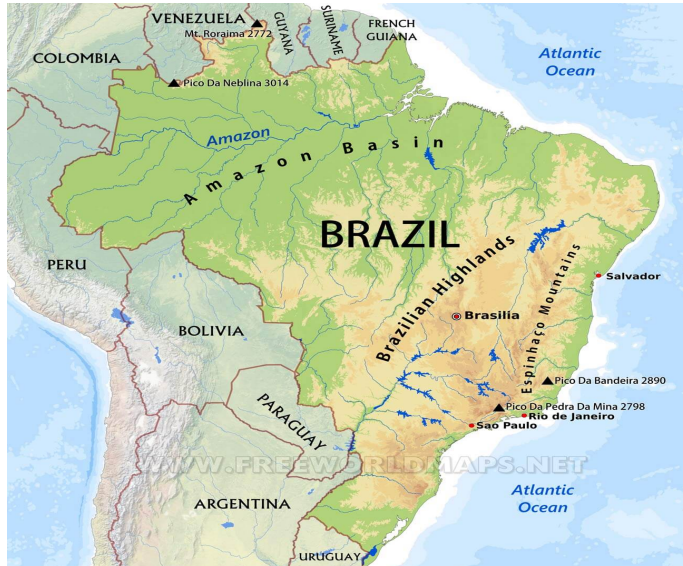 VENEZUELA
Mt. Roraima 2772
GUYANA
SURINAME
FRENCH
GUIANA
COLOMBIA
Atlantic
Ocean
Pico Da Neblina 3014
Amazon
Amazon Basin
BRAZIL
PERU
Brazilian Highlands
Espinhaço Mountains
Salvador
BOLIVIA
Brasilia
Pico Da Bandeira 2890
PARAGUAY
Pico Da Pedra Da Mina 2798
Rio de Janeiro
Sao Paulo
WWW.FREEWORLDMAPS.NET
ARGENTINA
Atlantic
Ocean
URUGUAY